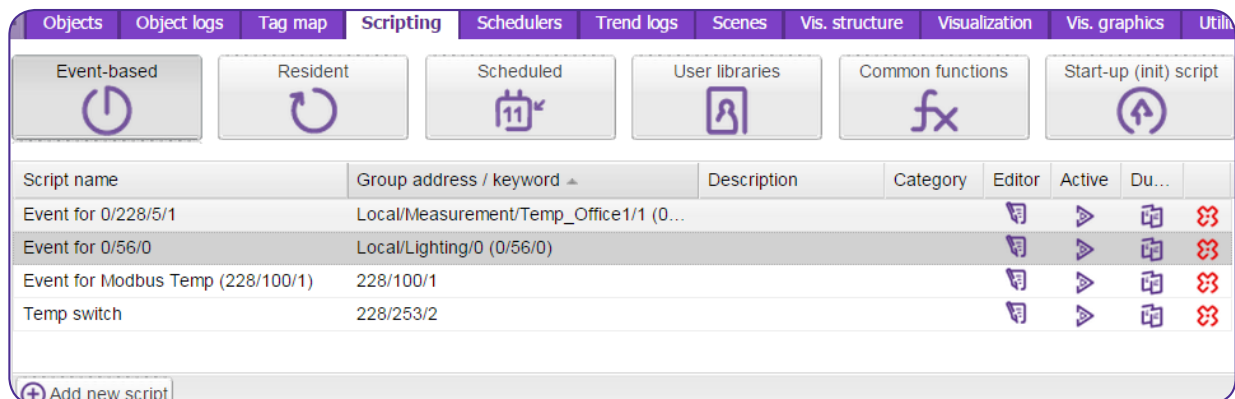 Objects Object logs Tag map Scripting Schedulers Trend logs Scenes Vis. structure Visualization Vis. graphics
Event-based Resident Scheduled User libraries Common functions Start-up (init) script
11
Script name Group address / keyword Description Category Editor Active Du...
Event for 0/228/5/1 Local/Measurement/Temp_Office1/1 (0...
Event for 0/56/0 Local/Lighting/0 (0/56/0)
Event for Modbus Temp (228/100/1) 228/100/1
Temp switch 228/253/2
Add new script